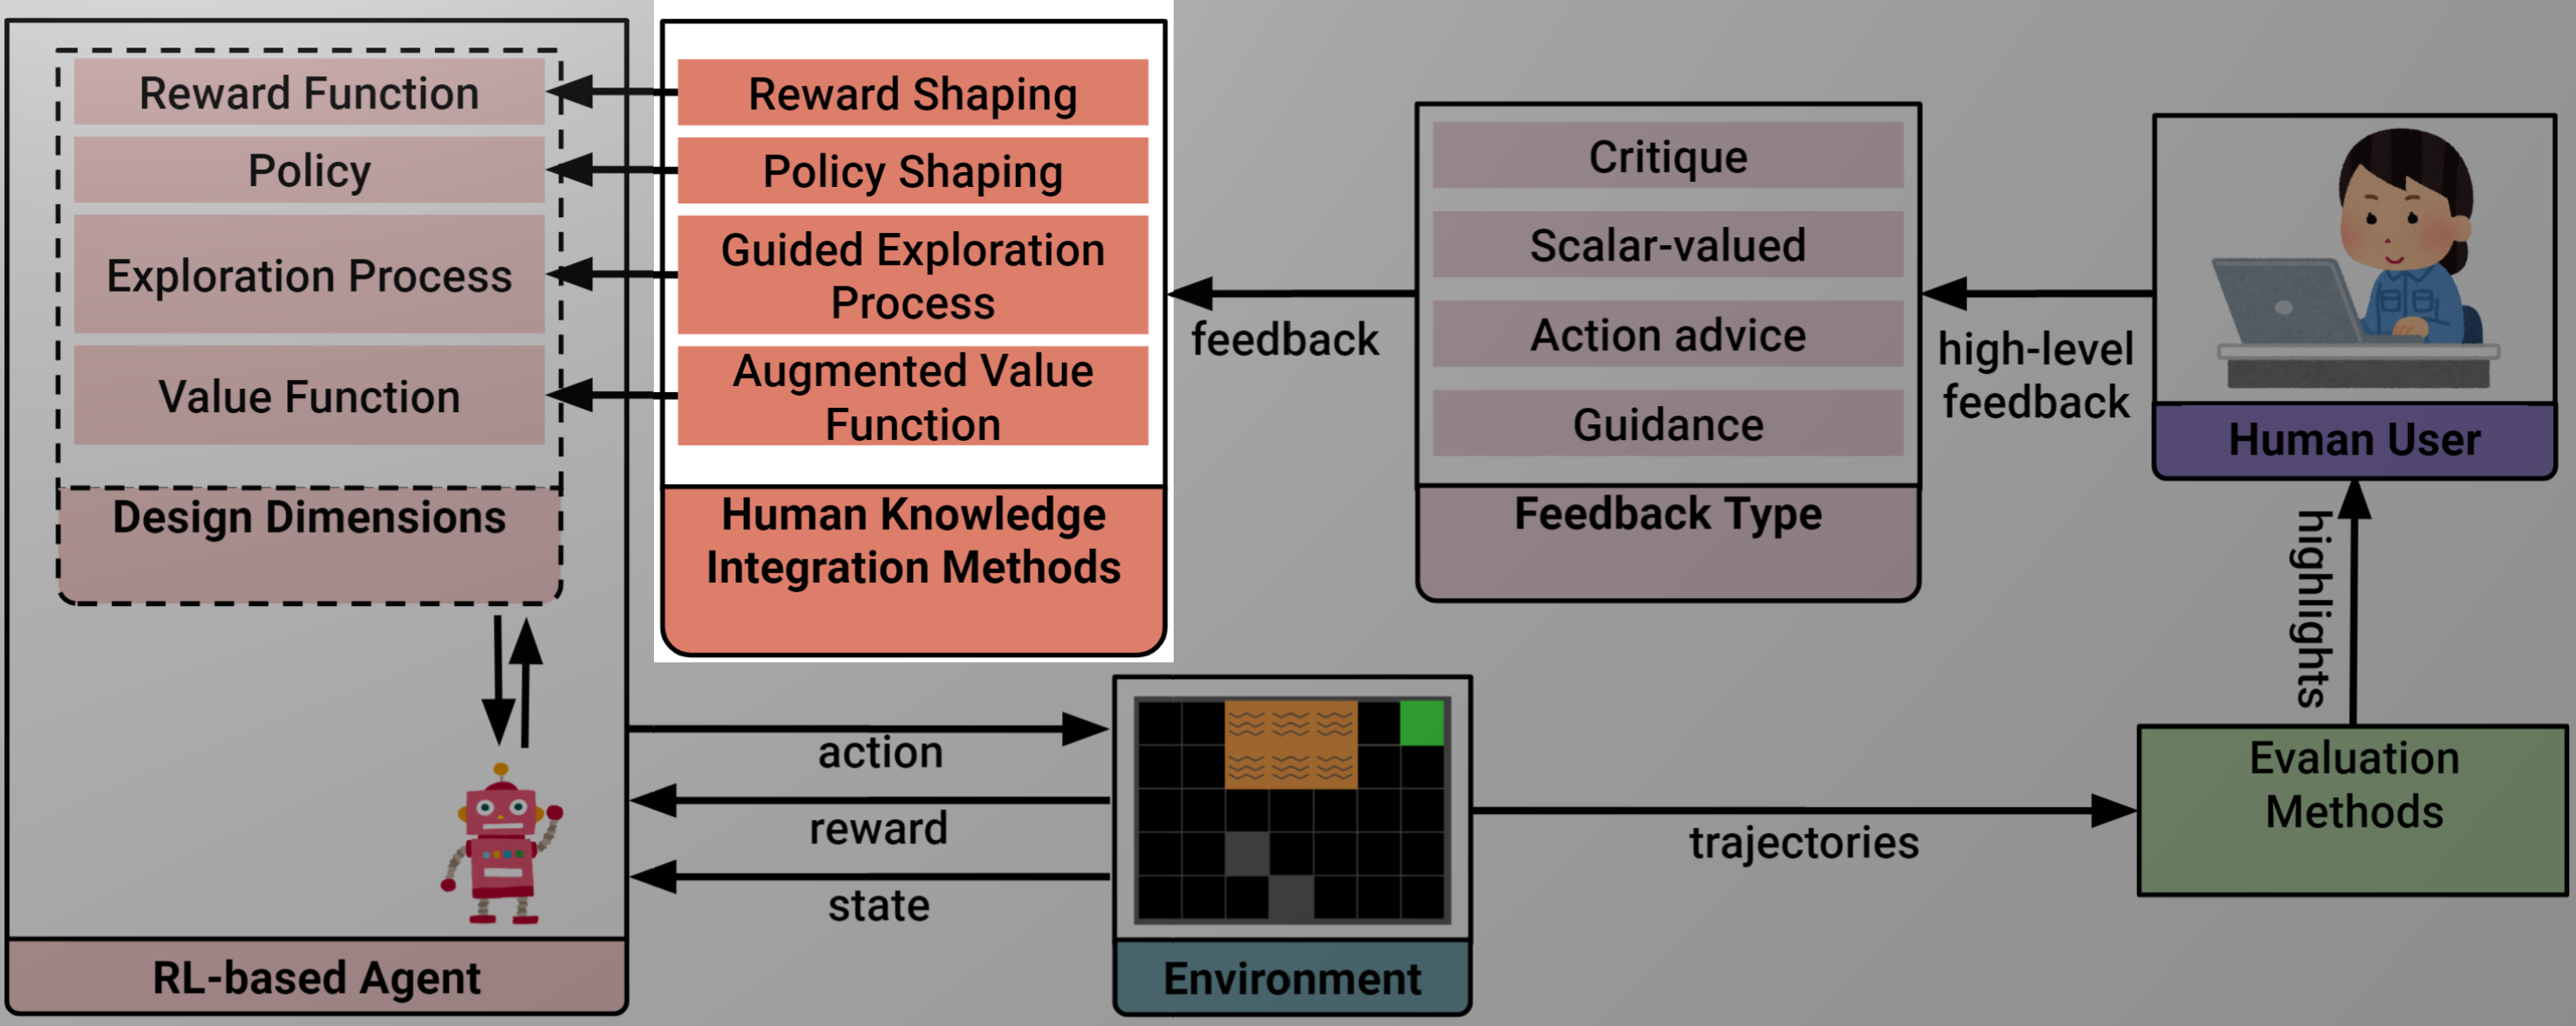 Reward Function
Policy
Exploration Process
Value Function
Design Dimensions
Reward Shaping
Policy Shaping
Guided Exploration
Process
Augmented Value
Function
Human Knowledge
Integration Methods
feedback
Critique
Scalar-valued
Action advice
Guidance
Feedback Type
high-level
feedback
Human User
highlights
Evaluation
Methods
trajectories
action
reward
state
Environment
RL-based Agent